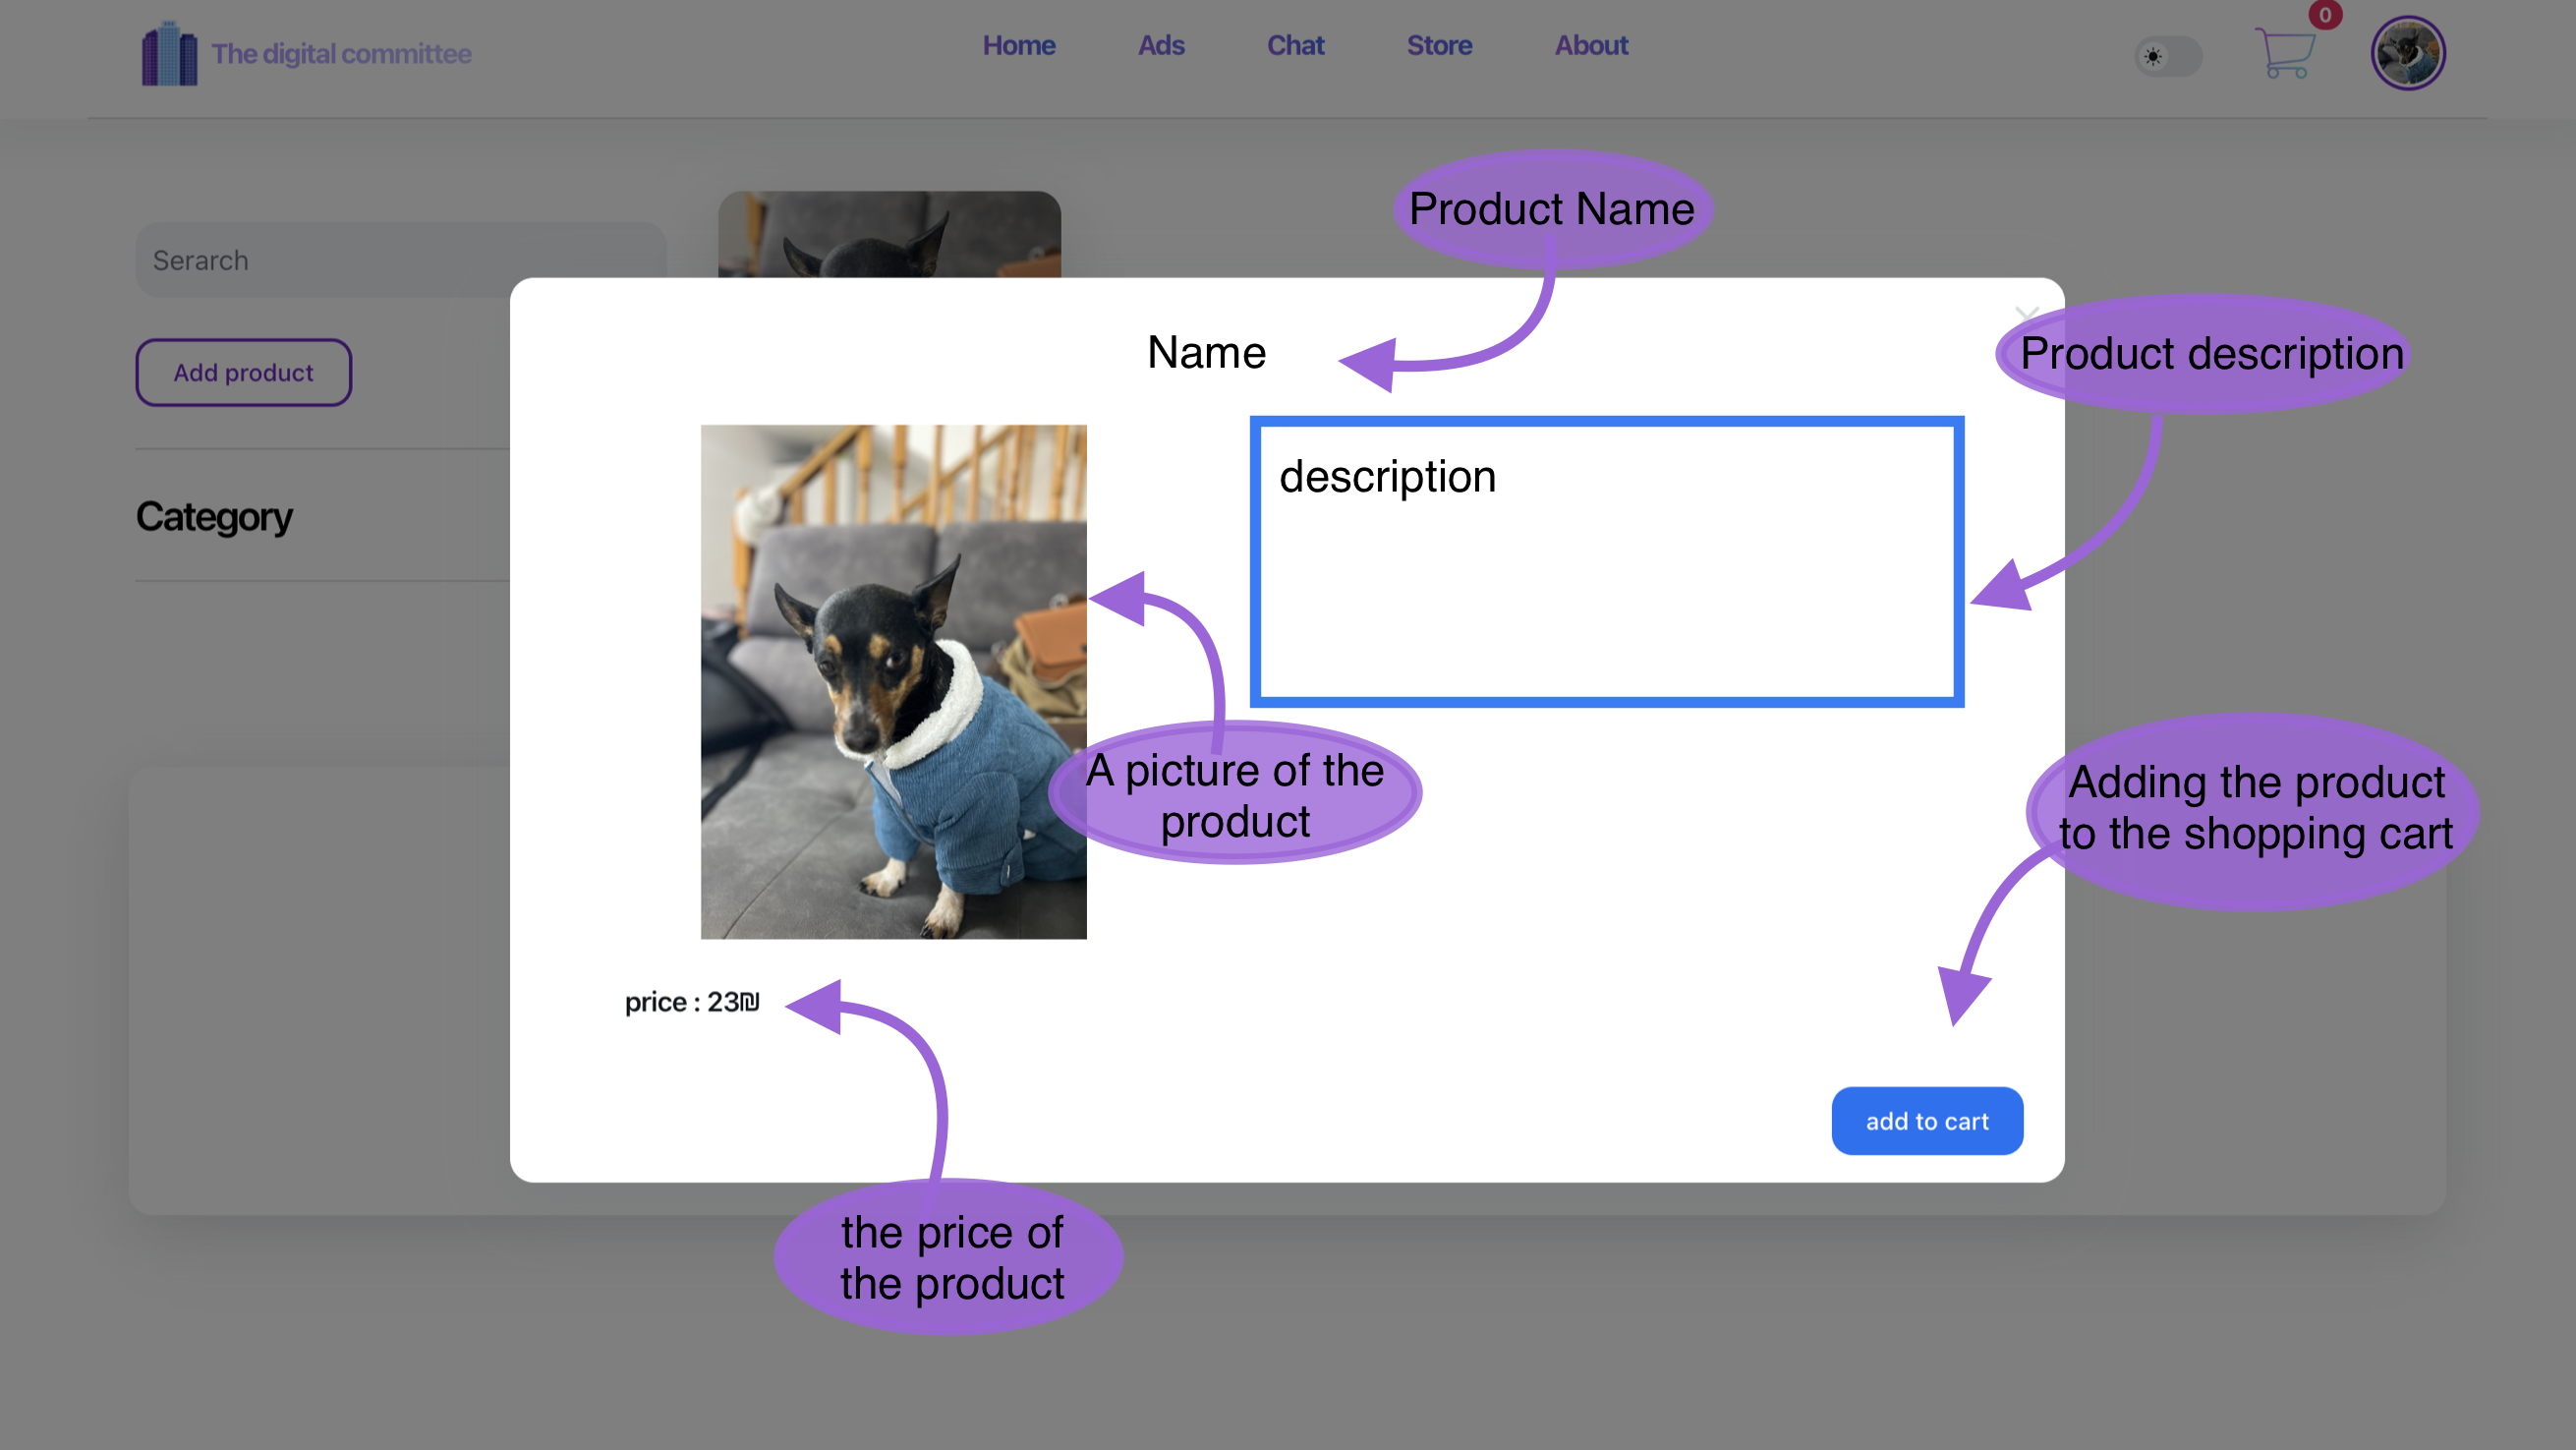 The digital committee
Home
Ads
Chat
Store
About
0
Serarch
Add product
Category
Product Name
Name
Product description
description
A picture of the
product
Adding the product
to the shopping cart
price : 23₪
add to cart
the price of
the product